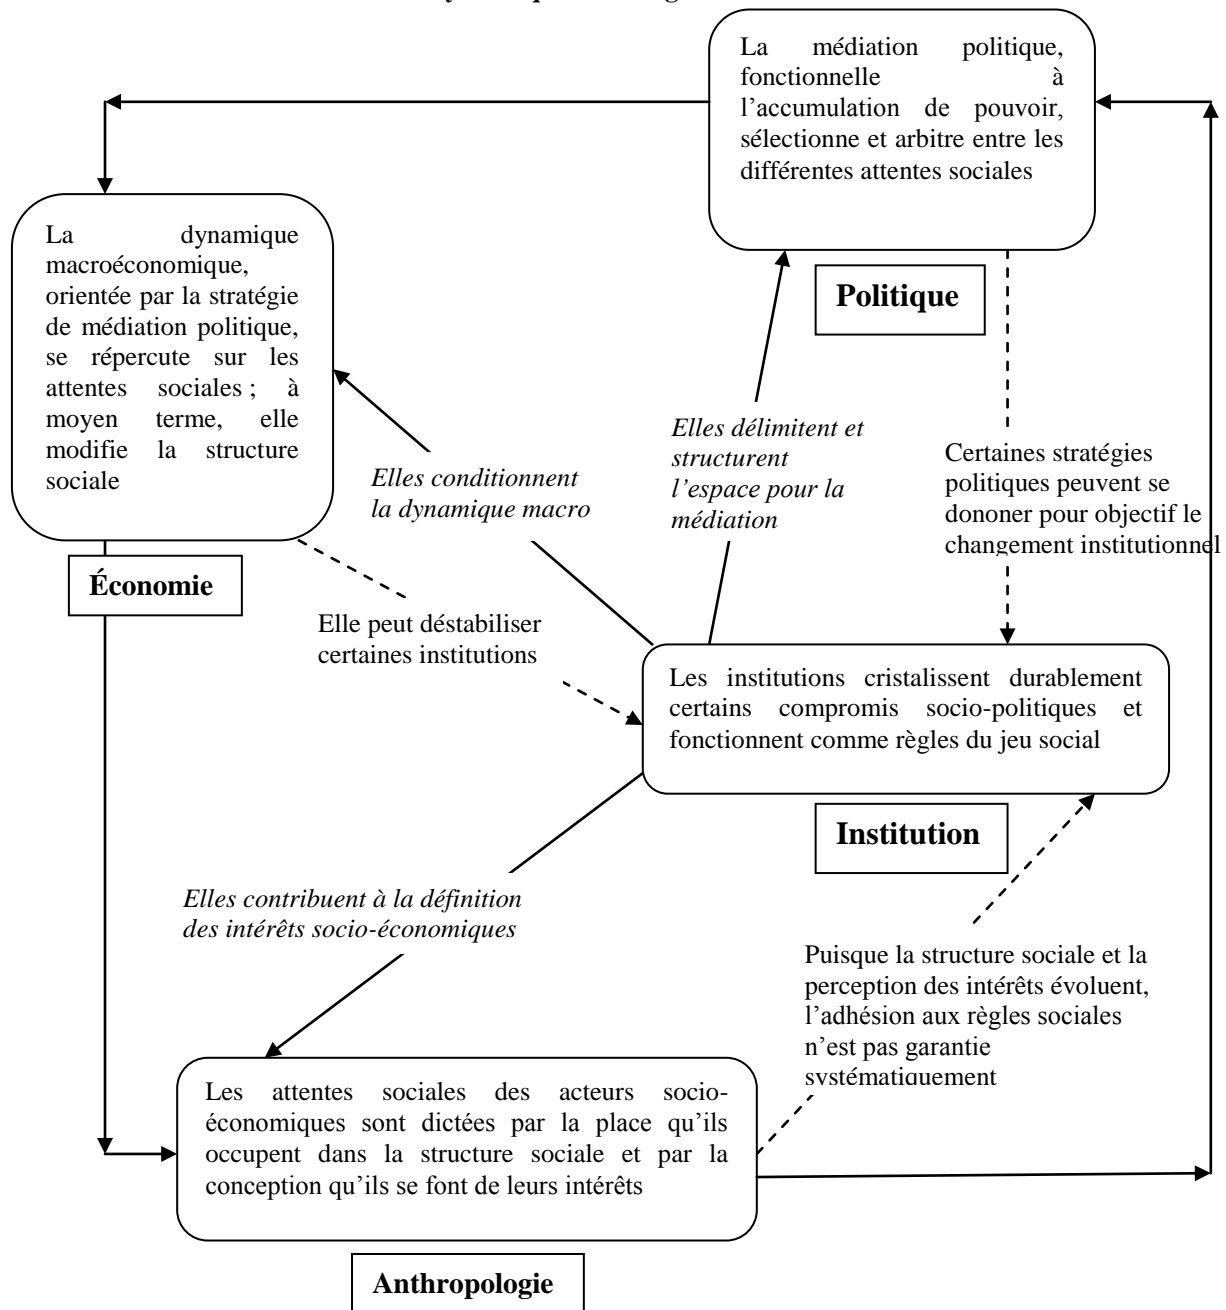 La médiation politique,
fonctionnelle à
l’accumulation de pouvoir,
sélectionne et arbitre entre les
différentes attentes sociales
Politique
La dynamique
macroéconomique,
orientée par la stratégie
de médiation politique,
se répercute sur les
attentes sociales ; à
moyen terme, elle
modifie la structure
sociale
Économie
Elles conditionnent
la dynamique macro
Elles délimitent et
structurent
l’espace pour la
médiation
Certaines stratégies
politiques peuvent se
dononer pour objectif le
changement institutionnel
Elle peut déstabiliser
certaines institutions
Les institutions cristalissent durablement
certains compromis socio-politiques et
fonctionnent comme règles du jeu social
Institution
Elles contribuent à la définition
des intérêts socio-économiques
Puisque la structure sociale et la
perception des intérêts évoluent,
l’adhésion aux règles sociales
n’est pas garantie
systématiquement
Les attentes sociales des acteurs socio-
économiques sont dictées par la place qu’ils
occupent dans la structure sociale et par la
conception qu’ils se font de leurs intérêts
Anthropologie